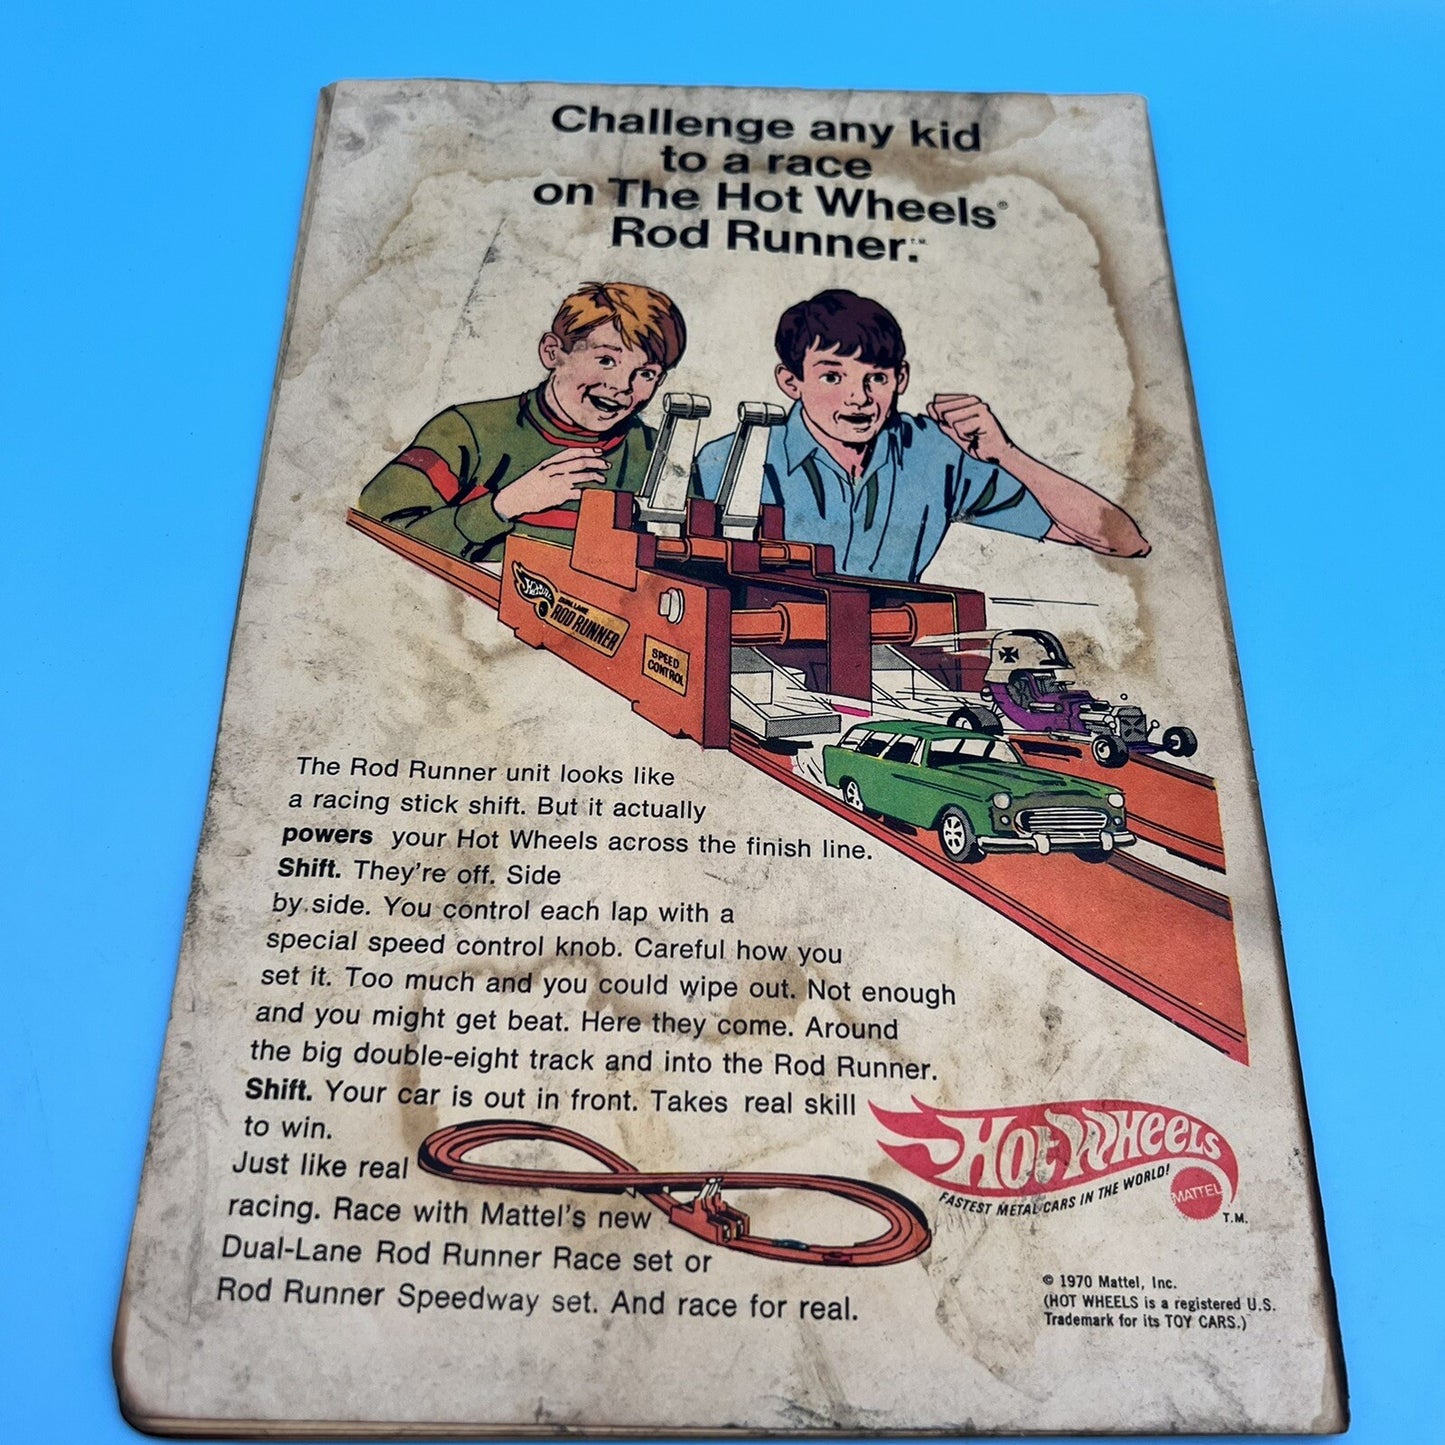 Challenge any kid
to a race
on The Hot Wheels®
Rod Runner.™
HOT WHEELS
DUAL LANE
ROD RUNNER
SPEED
CONTROL
The Rod Runner unit looks like
a racing stick shift. But it actually
powers your Hot Wheels across the finish line.
Shift. They're off. Side
by side. You control each lap with a
special speed control knob. Careful how you
set it. Too much and you could wipe out. Not enough
and you might get beat. Here they come. Around
the big double-eight track and into the Rod Runner.
Shift. Your car is out in front. Takes real skill
to win.
Just like real
racing. Race with Mattel's new
Dual-Lane Rod Runner Race set or
Rod Runner Speedway set. And race for real.
HOT WHEELS
FASTEST METAL CARS IN THE WORLD!
MATTEL
T.M.
© 1970 Mattel, Inc.
(HOT WHEELS is a registered U.S.
Trademark for its TOY CARS.)